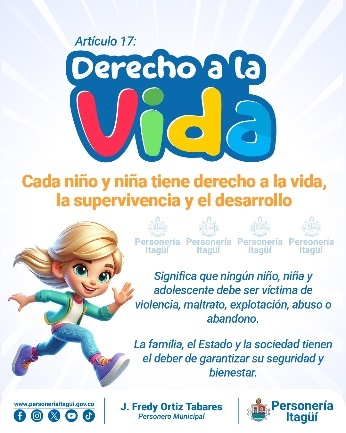 Artículo 17:
Derecho a la
Vida
Cada niño y niña tiene derecho a la vida,
la supervivencia y el desarrollo
Personería Itagüí Personería Itagüí Personería Itagüí Personería Itagüí
Significa que ningún niño, niña y
adolescente debe ser víctima de
violencia, maltrato, explotación, abuso o
abandono.
La familia, el Estado y la sociedad tienen
el deber de garantizar su seguridad y
bienestar.
www.personeriaitagui.gov.co
J. Fredy Ortiz Tabares
Personero Municipal
Personería
Itagüí